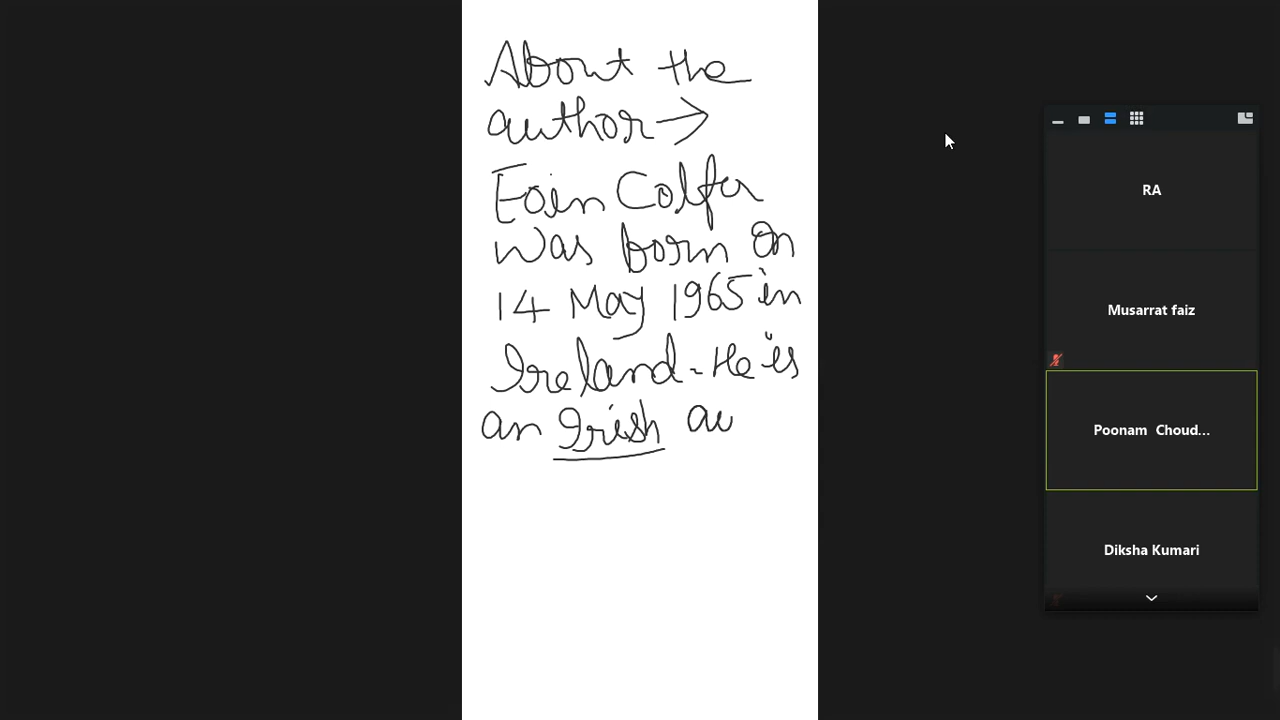 About the
author→
Eoin Colfer
was born on
14 May 1965 in
Ireland. He is
an Irish au
RA
Musarrat faiz
Poonam Choud...
Diksha Kumari